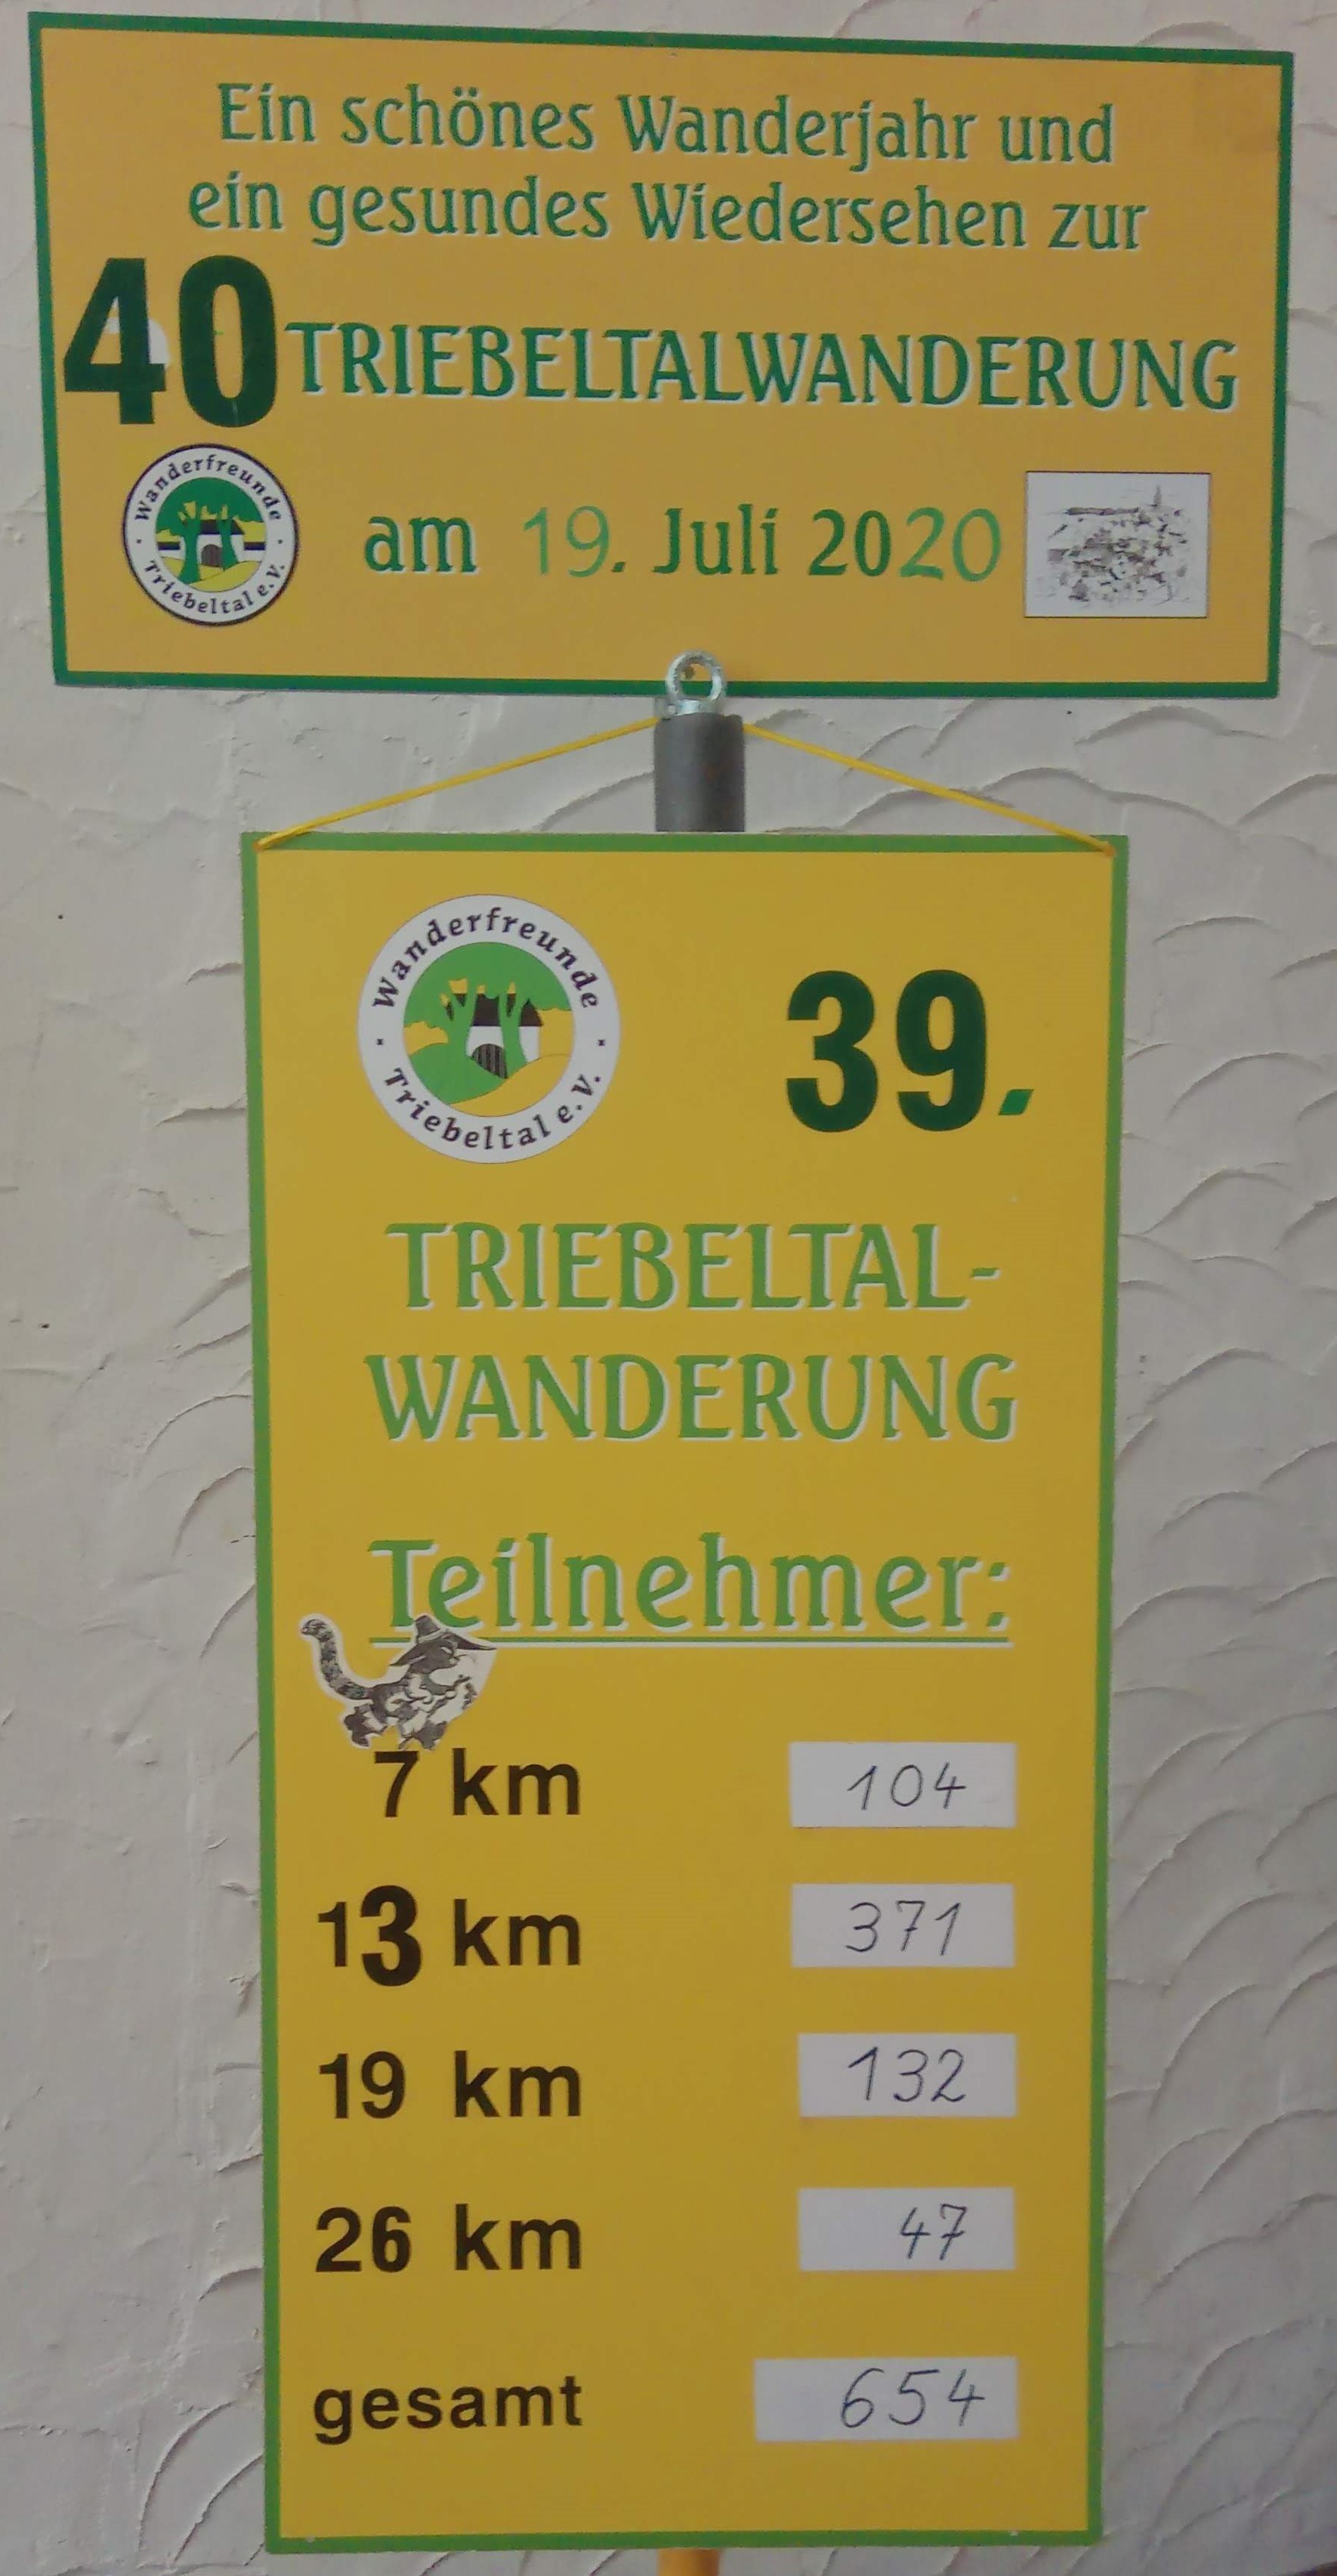 Ein schönes Wanderjahr und
ein gesundes Wiedersehen zur
40 TRIEBELTALWANDERUNG
Wanderfreunde
Triebeltal e.V.
am 19. Juli 2020
Wanderfreunde
Triebeltal e.V.
39.
TRIEBELTAL-
WANDERUNG
Teilnehmer:
7 km 104
13 km 371
19 km 132
26 km 47
gesamt 654